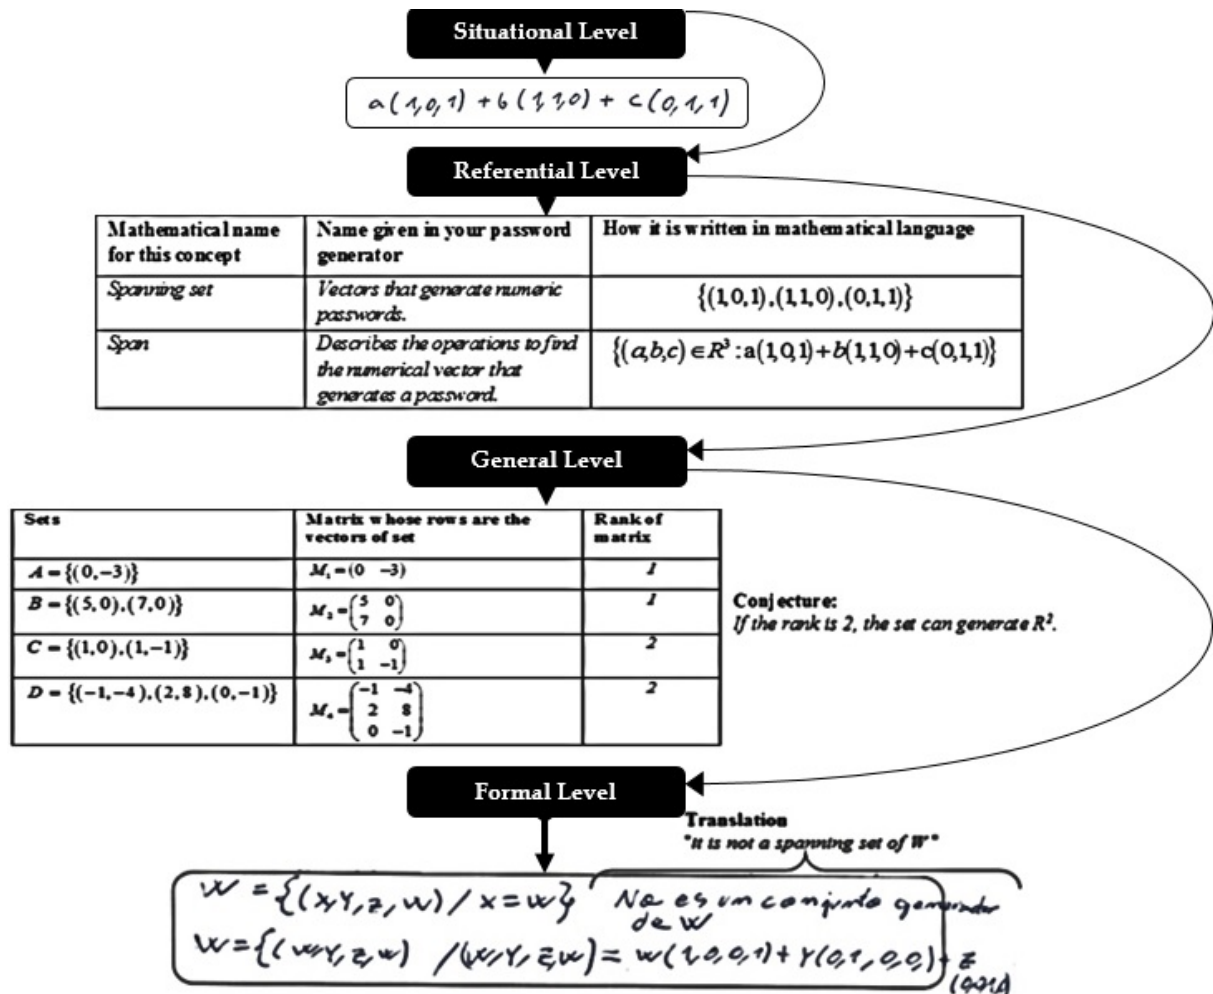 Situational Level
a(1,0,1) + b(1,1,0) + c(0,1,1)
Referential Level
Mathematical name for this concept
Name given in your password generator
How it is written in mathematical language
Spanning set
Vectors that generate numeric passwords.
{(1,0,1),(1,1,0),(0,1,1)}
Span
Describes the operations to find the numerical vector that generates a password.
{(a,b,c) ∈ R³ : a(1,0,1)+b(1,1,0)+c(0,1,1)}
General Level
Sets
Matrix whose rows are the vectors of set
Rank of matrix
A = {(0,−3)}
M₁ = (0 −3)
1
B = {(5,0),(7,0)}
M₂ = (5 0
7 0)
1
C = {(1,0),(1,−1)}
M₃ = (1 0
1 −1)
2
D = {(−1,−4),(2,8),(0,−1)}
M₄ = (−1 −4
2 8
0 −1)
2
Conjecture:
If the rank is 2, the set can generate R².
Formal Level
Translation
"It is not a spanning set of W"
W = {(x,y,z,w) / x=w} No es un conjunto generador
de W
W = {(w,y,z,w) / (w,y,z,w) = w(1,0,0,1) + y(0,1,0,0) + z